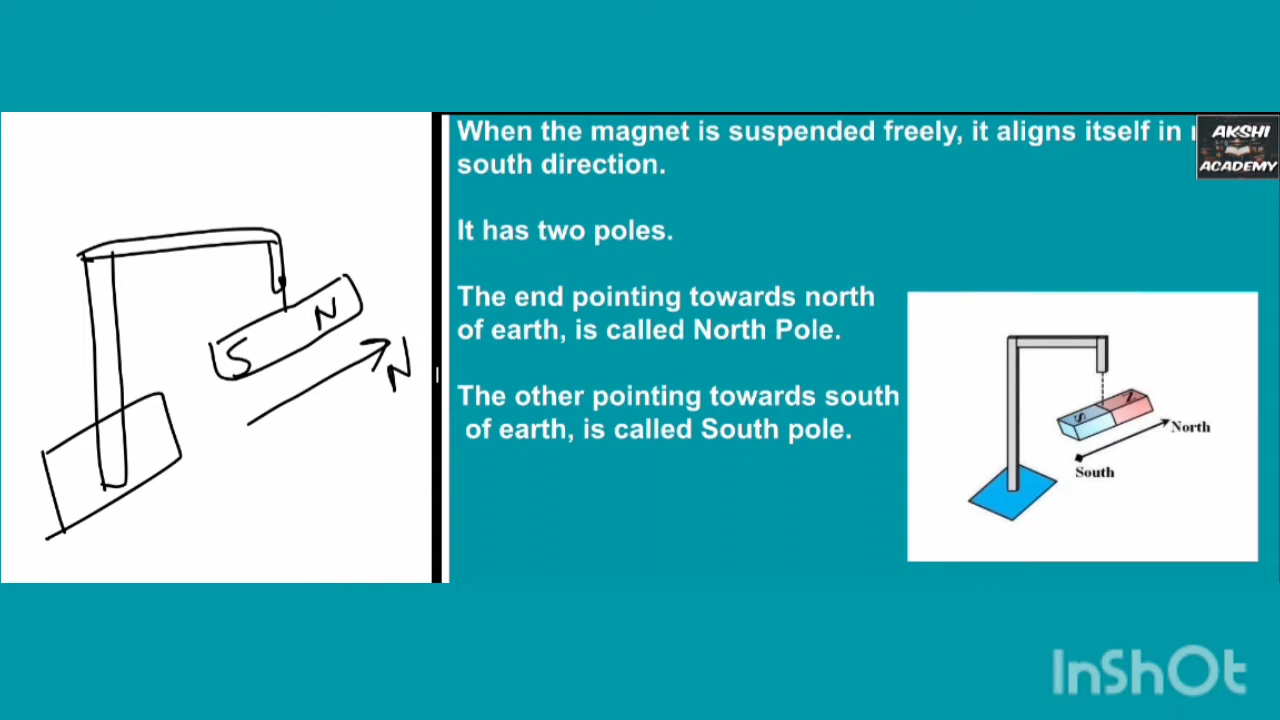 When the magnet is suspended freely, it aligns itself in
south direction.
It has two poles.
The end pointing towards north
of earth, is called North Pole.
The other pointing towards south
of earth, is called South pole.
AKSHI
ACADEMY
N
S
N
S
N
North
South
InShOt